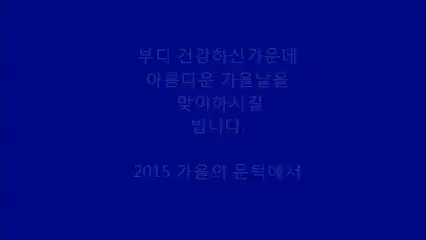 부디 건강하신가운데
아름다운 가을날을
맞이하시길
빕니다.
2015 가을의 문턱에서